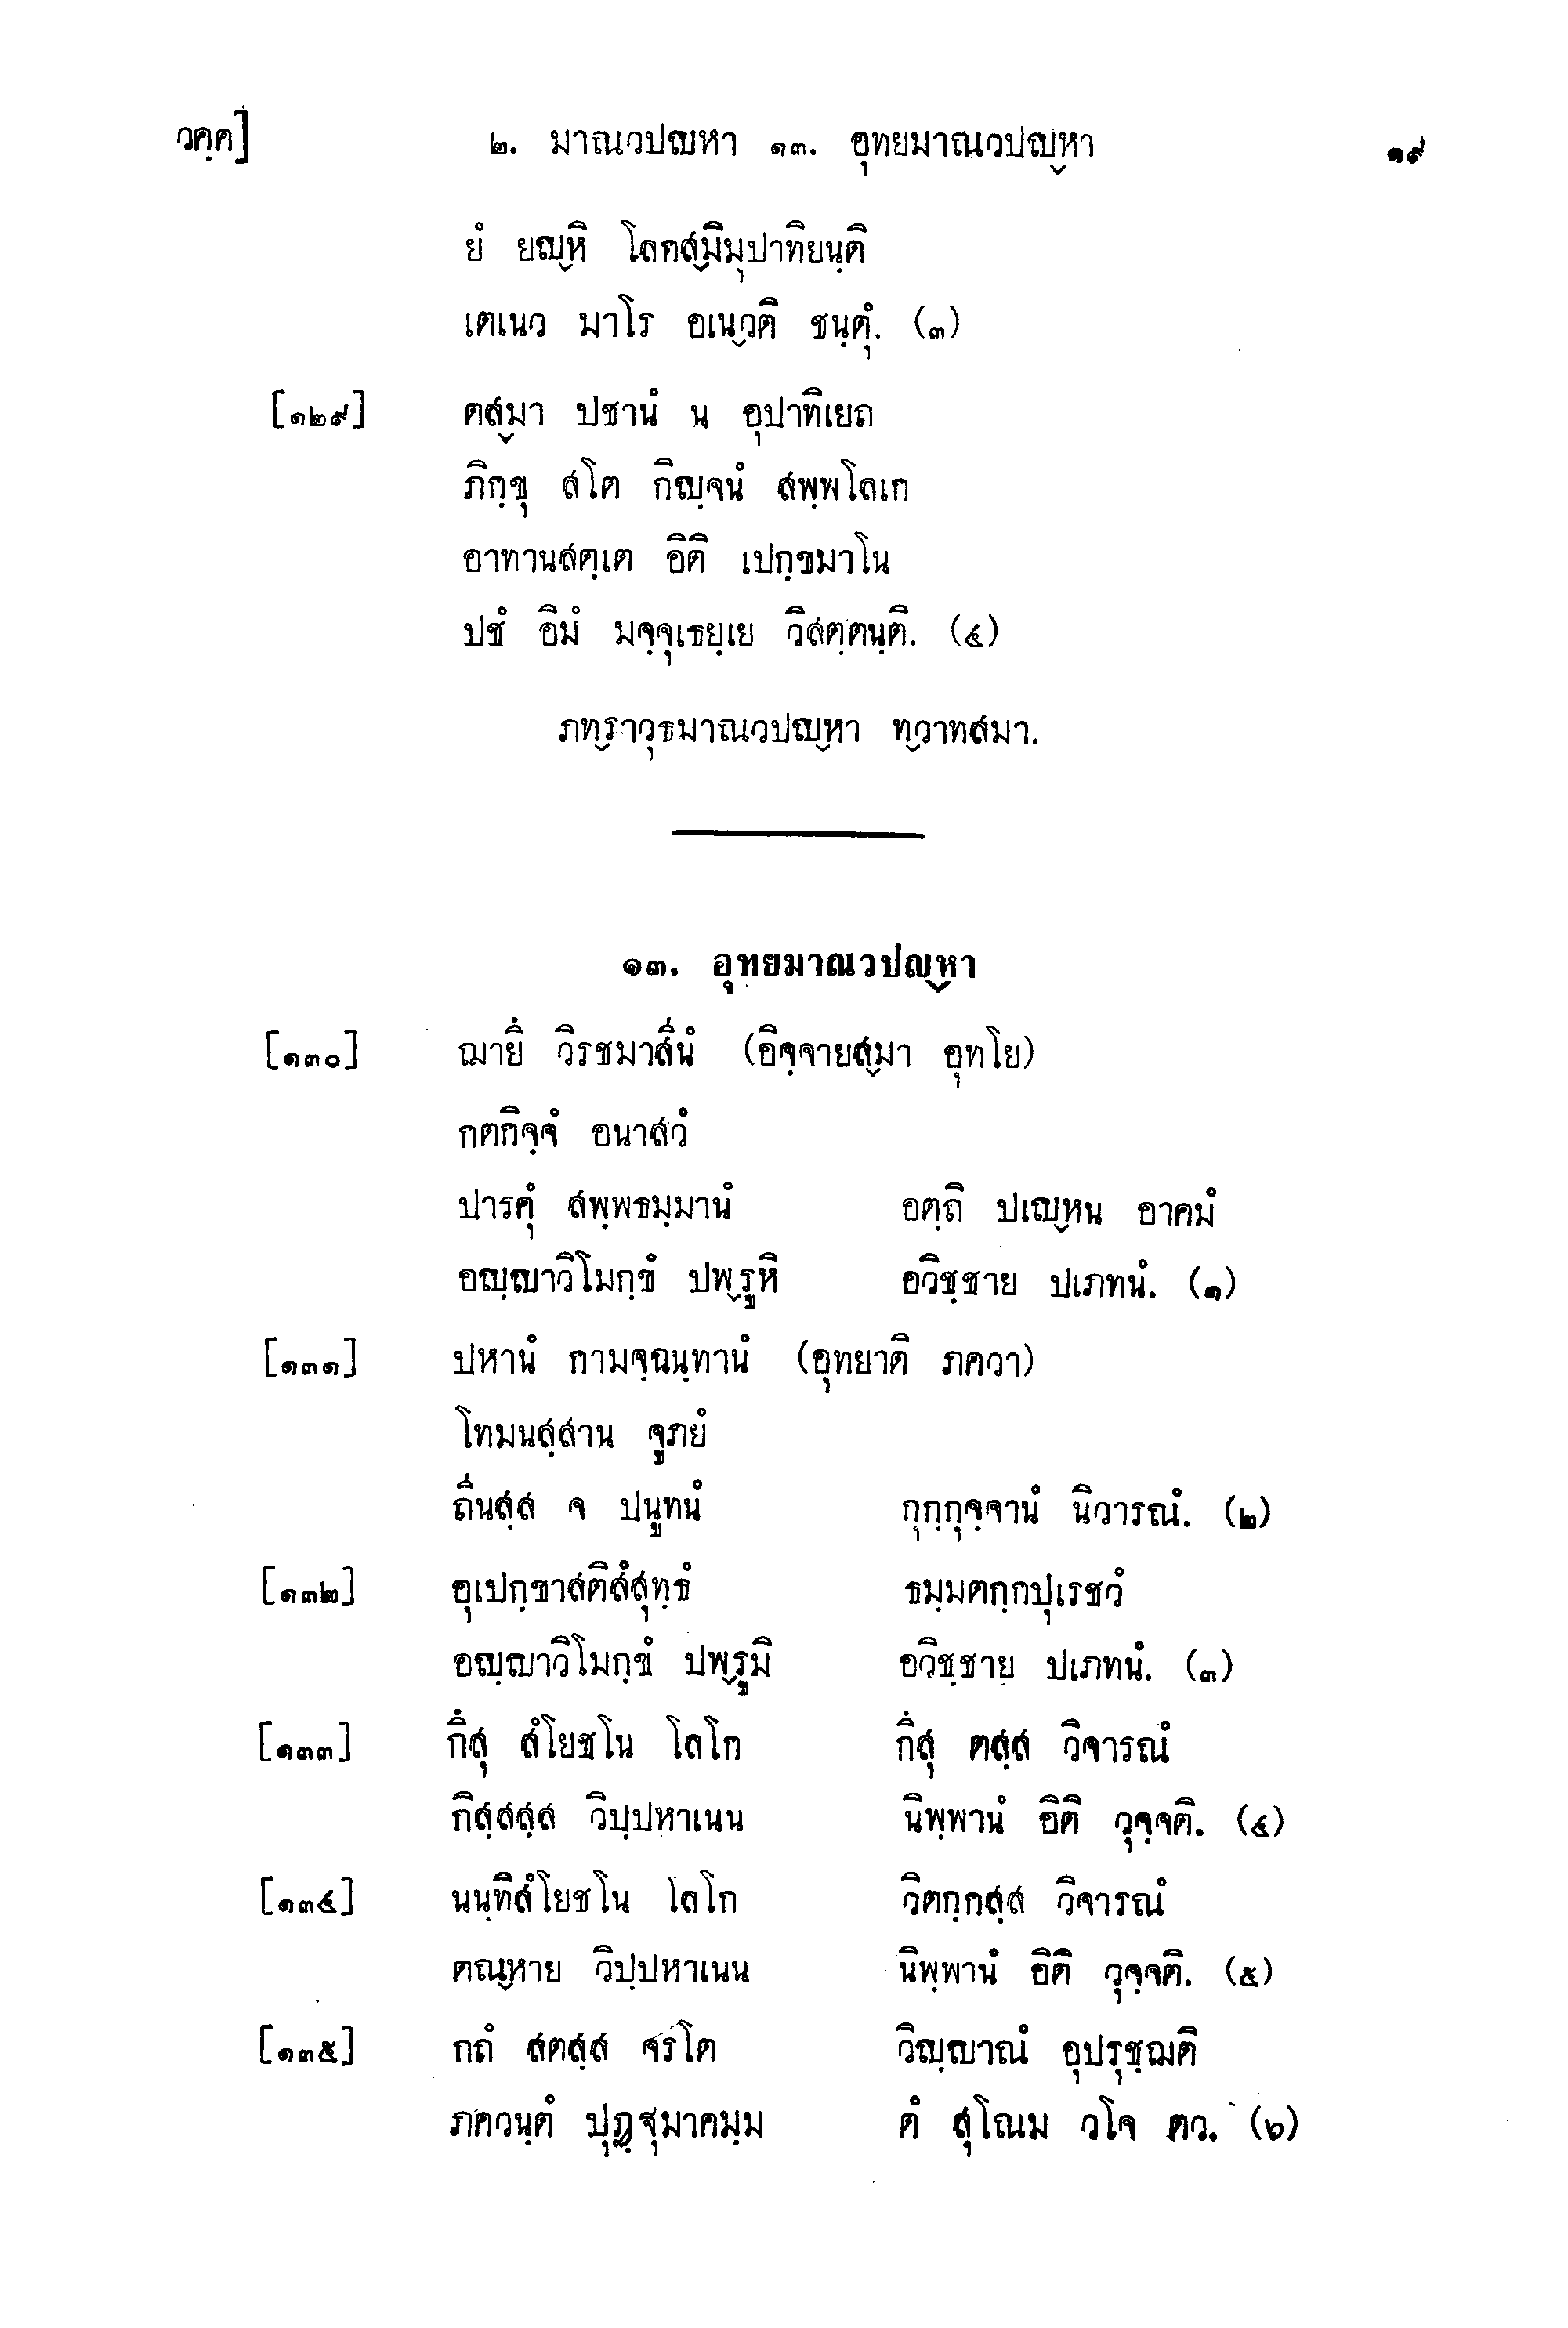 วคฺค]	๒. มาณวปญฺหา ๑๓. อุทยมาณวปญฺหา	๑๙
ยํ ยญฺหิ โลกสฺมิมุปาทิยนฺติ
เตเนว มาโร อเนฺวติ ชนฺตุํ. (๓)
[๑๒๙]	ตสฺมา ปชานํ น อุปาทิเยถ
ภิกฺขุ สโต กิญฺจนํ สพฺพโลเก
อาทานสตฺเต อิติ เปกฺขมาโน
ปชํ อิมํ มจฺจุเธยฺเย วิสตฺตนฺติ. (๔)
ภทฺราวุธมาณวปญฺหา ทฺวาทสมา.
๑๓. อุทยมาณวปญฺหา
[๑๓๐]	ฌายึ วิรชมาสีนํ (อิจฺจายสฺมา อุทโย)
กตกิจฺจํ อนาสวํ
ปารคุํ สพฺพธมฺมานํ	อตฺถิ ปเญฺหน อาคมํ
อญฺญาวิโมกฺขํ ปพฺรูหิ	อวิชฺชาย ปเภทนํ. (๑)
[๑๓๑]	ปหานํ กามจฺฉนฺทานํ (อุทยาติ ภควา)
โทมนสฺสาน จูภยํ
ถีนสฺส จ ปนูทนํ	กุกฺกุจฺจานํ นิวารณํ. (๒)
[๑๓๒]	อุเปกฺขาสติสํสุทฺธํ	ธมฺมตกฺกปุเรชวํ
อญฺญาวิโมกฺขํ ปพฺรูมิ	อวิชฺชาย ปเภทนํ. (๓)
[๑๓๓]	กึสุ สํโยชโน โลโก	กึสุ ตสฺส วิจารณํ
กิสฺสสฺส วิปฺปหาเนน	นิพฺพานํ อิติ วุจฺจติ. (๔)
[๑๓๔]	นนฺทิสํโยชโน โลโก	วิตกฺกสฺส วิจารณํ
ตณฺหาย วิปฺปหาเนน	นิพฺพานํ อิติ วุจฺจติ. (๕)
[๑๓๕]	กถํ สตสฺส จรโต	วิญฺญาณํ อุปรุชฺฌติ
ภควนฺตํ ปุฏฺฐุมาคมฺม	ตํ สุโณม วโจ ตว. (๖)